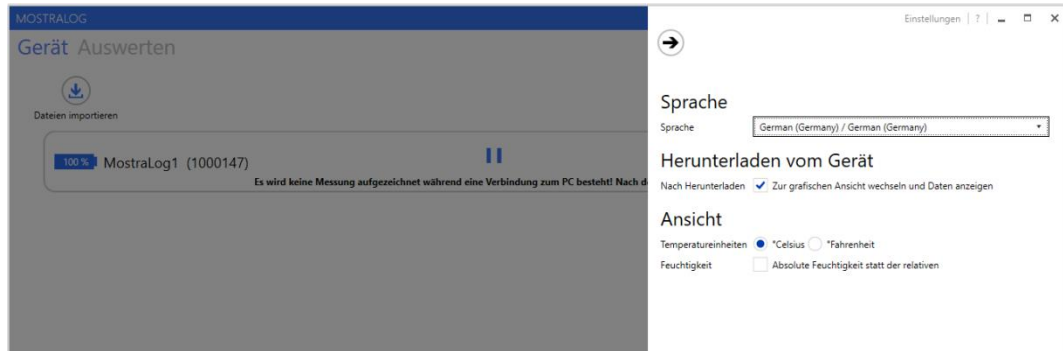 MOSTRALOG
Einstellungen | ? |
Gerät Auswerten
Dateien importieren
100 % MostraLog1 (1000147)
Es wird keine Messung aufgezeichnet während eine Verbindung zum PC besteht! Nach d
Sprache
Sprache German (Germany) / German (Germany)
Herunterladen vom Gerät
Nach Herunterladen Zur grafischen Ansicht wechseln und Daten anzeigen
Ansicht
Temperatureinheiten °Celsius °Fahrenheit
Feuchtigkeit Absolute Feuchtigkeit statt der relativen